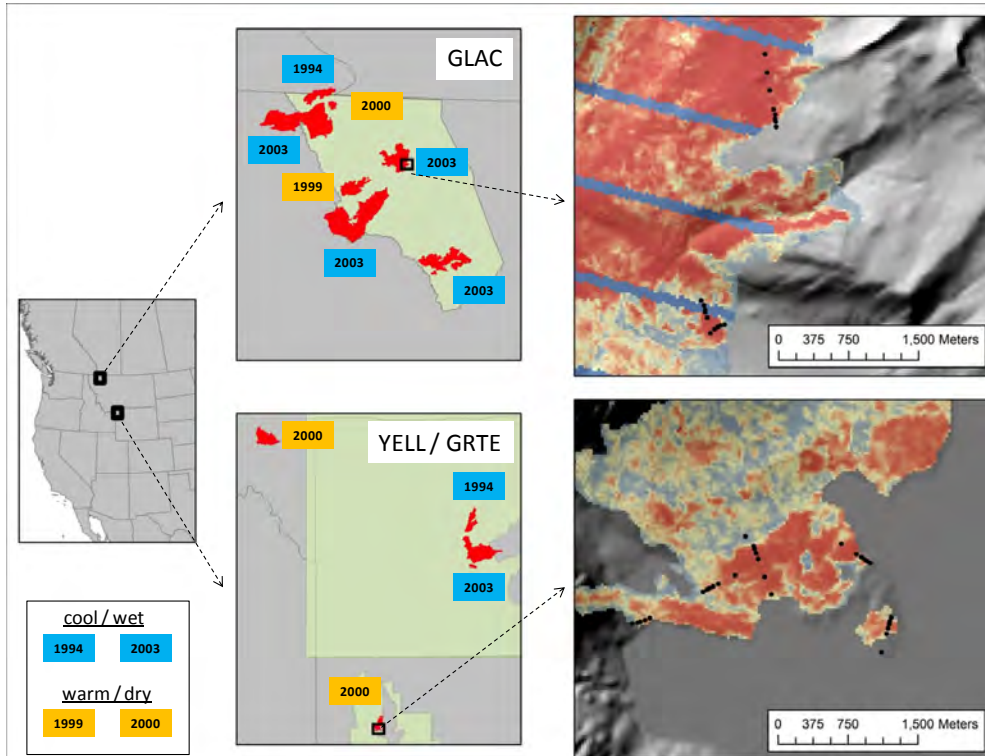 GLAC
1994
2000
2003
2003
1999
2003
2003
0 375 750 1,500 Meters
YELL / GRTE
2000
1994
2003
2000
0 375 750 1,500 Meters
cool / wet
1994 2003
warm / dry
1999 2000